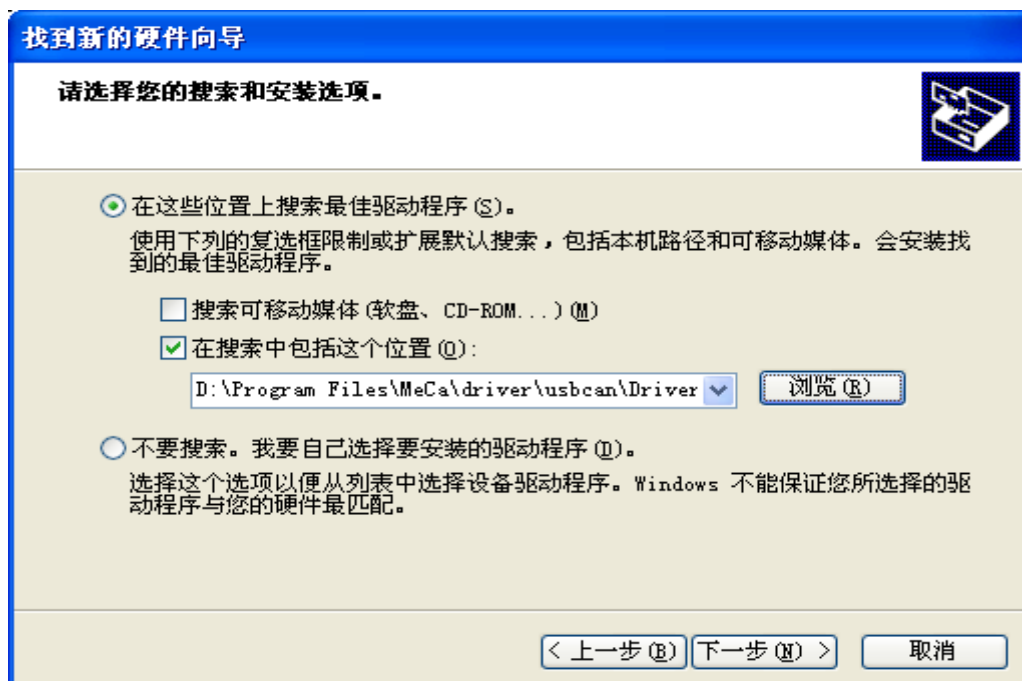 找到新的硬件向导
请选择您的搜索和安装选项。
在这些位置上搜索最佳驱动程序(S)。
使用下列的复选框限制或扩展默认搜索，包括本机路径和可移动媒体。会安装找
到的最佳驱动程序。
搜索可移动媒体(软盘、CD-ROM...)(M)
在搜索中包括这个位置(O):
D:\Program Files\MeCa\driver\usbcan\Driver
浏览(R)
不要搜索。我要自己选择要安装的驱动程序(D)。
选择这个选项以便从列表中选择设备驱动程序。Windows 不能保证您所选择的驱
动程序与您的硬件最匹配。
< 上一步(B) 下一步(N) > 取消